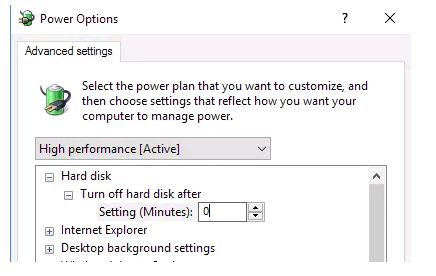 Power Options
Advanced settings
Select the power plan that you want to customize, and
then choose settings that reflect how you want your
computer to manage power.
High performance [Active]
Hard disk
Turn off hard disk after
Setting (Minutes): 0
Internet Explorer
Desktop background settings